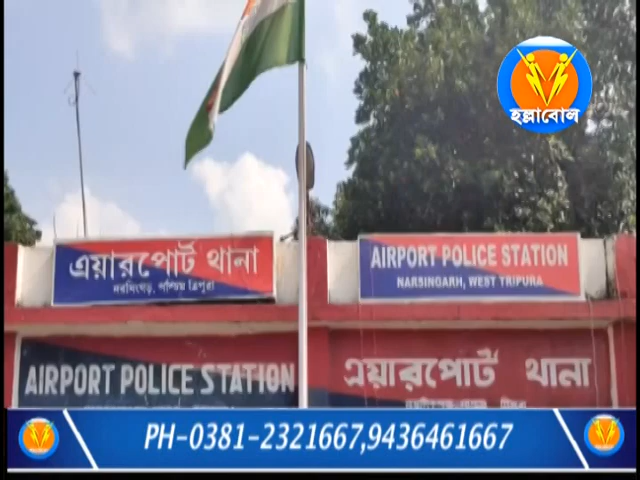 হল্লাবোল
এয়ারপোর্ট থানা
নরসিংগড়, পশ্চিম ত্রিপুরা
AIRPORT POLICE STATION
NARSINGARH, WEST TRIPURA
AIRPORT POLICE STATION
এয়ারপোর্ট থানা
PH-0381-2321667,9436461667